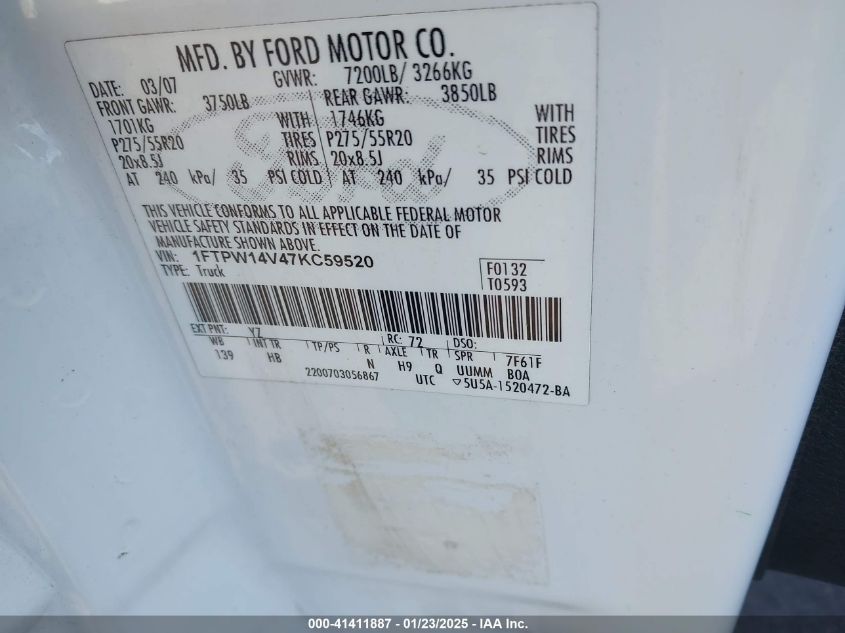 MFD. BY FORD MOTOR CO.
DATE: 03/07 GVWR: 7200LB/ 3266KG
FRONT GAWR: 3750LB REAR GAWR: 3850LB
1701KG WITH 1746KG WITH
P275/55R20 TIRES P275/55R20 TIRES
20x8.5J RIMS 20x8.5J RIMS
AT 240 kPa/ 35 PSI COLD AT 240 kPa/ 35 PSI COLD
Ford
THIS VEHICLE CONFORMS TO ALL APPLICABLE FEDERAL MOTOR
VEHICLE SAFETY STANDARDS IN EFFECT ON THE DATE OF
MANUFACTURE SHOWN ABOVE.
VIN: 1FTPW14V47KC59520
TYPE: Truck
F0132
T0593
EXT PNT: YZ RC: 72 DSO:
WB INT TR TP/PS R AXLE TR SPR 7F61F
139 HB N H9 Q UUMM BOA
2200703056867 UTC ▽5U5A-1520472-BA
000-41411887 - 01/23/2025 - IAA Inc.